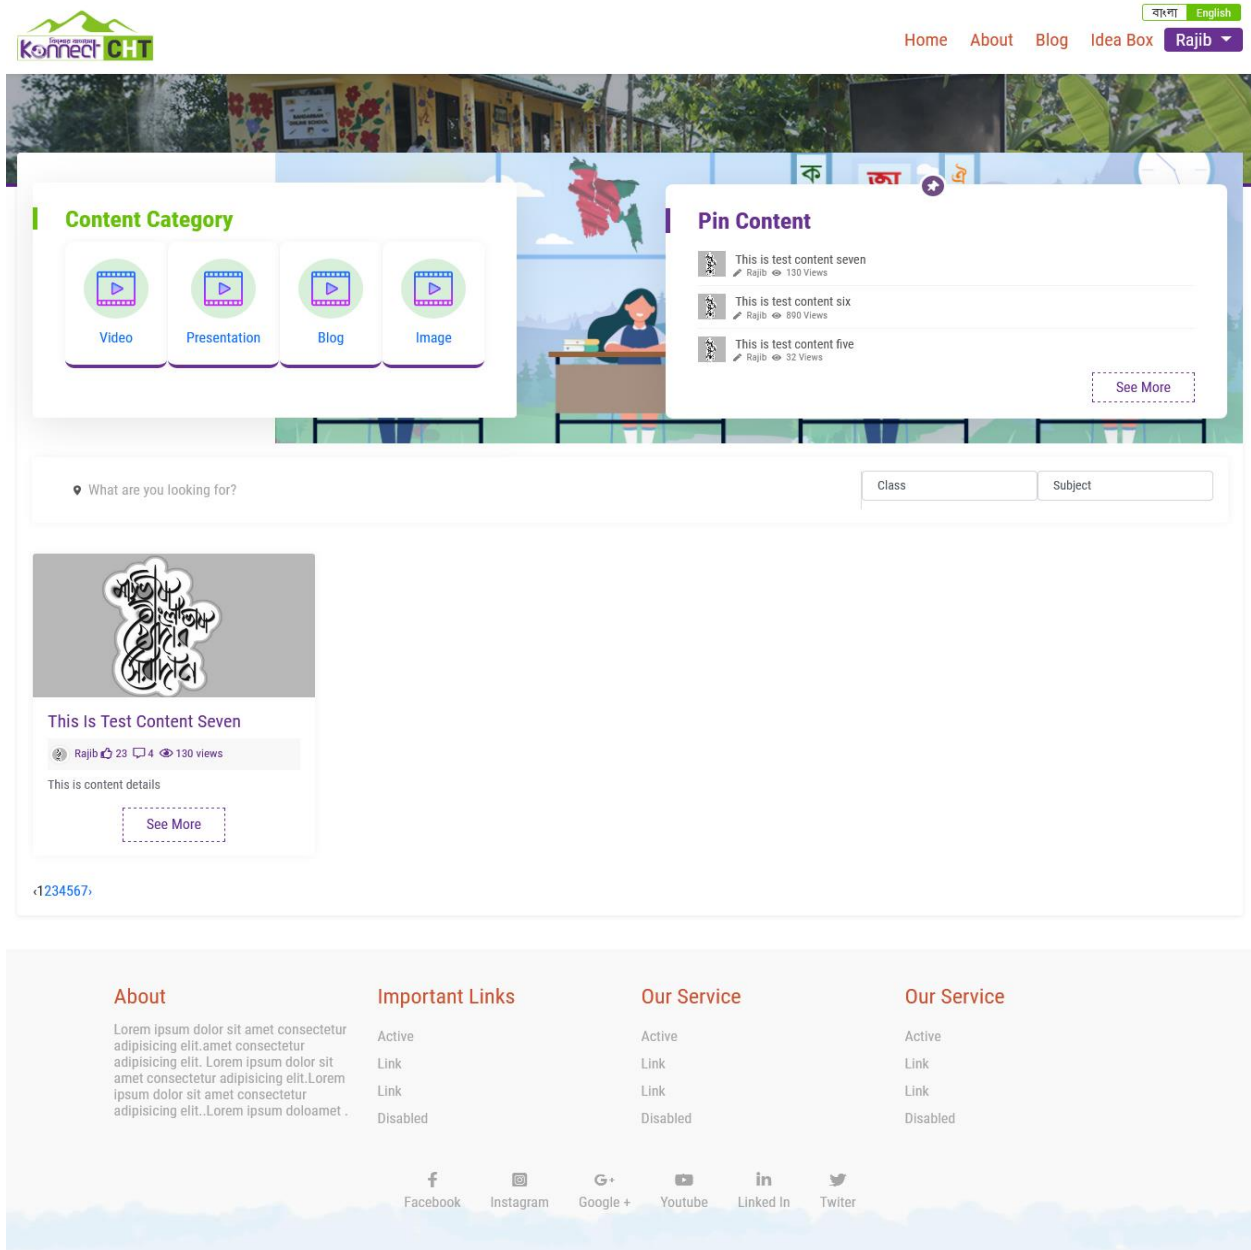 বাংলা English
Konnect CHT
Home About Blog Idea Box Rajib
BANDARBAN
ক
আ
ঐ
Content Category
Video Presentation Blog Image
Pin Content
This is test content seven
Rajib 130 Views
This is test content six
Rajib 890 Views
This is test content five
Rajib 32 Views
See More
What are you looking for?
Class Subject
This Is Test Content Seven
Rajib 23 4 130 views
This is content details
See More
‹1234567›
About
Lorem ipsum dolor sit amet consectetur
adipisicing elit.amet consectetur
adipisicing elit. Lorem ipsum dolor sit
amet consectetur adipisicing elit.Lorem
ipsum dolor sit amet consectetur
adipisicing elit..Lorem ipsum doloamet .
Important Links
Active
Link
Link
Disabled
Our Service
Active
Link
Link
Disabled
Our Service
Active
Link
Link
Disabled
Facebook Instagram Google + Youtube Linked In Twiter